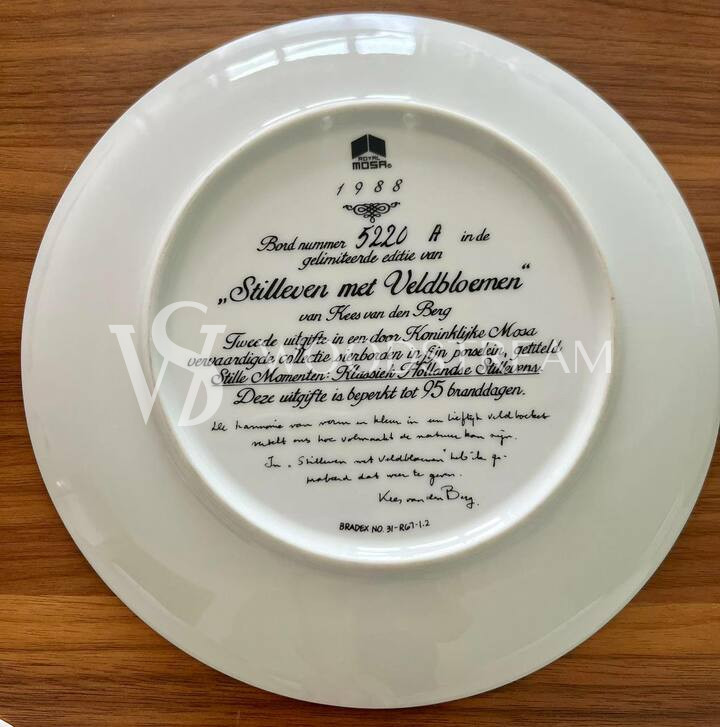 ROYAL
MOSA®
1988
Bord nummer 5220 A in de
gelimiteerde editie van
„Stilleven met Veldbloemen“
van Kees van den Berg
Tweede uitgifte in een door Koninklijke Mosa
vervaardigde collectie sierborden in fijn porselein, getiteld:
Stille Momenten: Klassiek Hollandse Stillevens!
Deze uitgifte is beperkt tot 95 branddagen.
De harmonie van vorm en kleur in een lieflijk veldboeket
vertelt ons hoe volmaakt de natuur kan zijn.
In „Stilleven met Veldbloemen“ heb ik ge-
probeerd dat weer te geven.
Kees van den Berg.
BRADEX NO. 31-R67-1.2